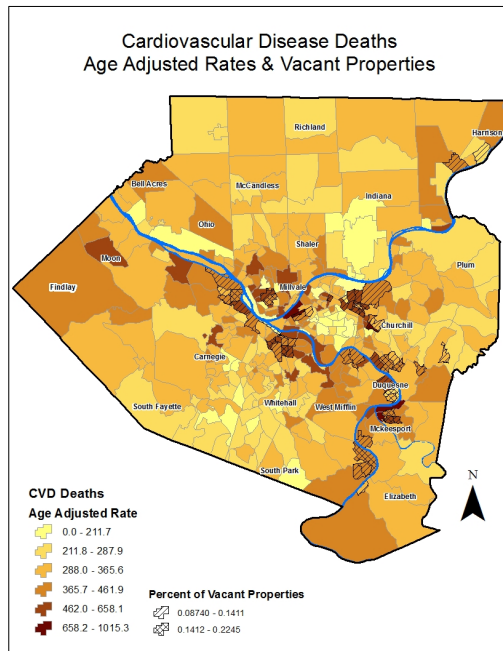 Cardiovascular Disease Deaths
Age Adjusted Rates & Vacant Properties
Richland
Harrison
Bell Acres
McCandless
Indiana
Ohio
Shaler
Moon
Plum
Findlay
Millvale
Churchill
Carnegie
Duquesne
South Fayette
Whitehall
West Mifflin
Mckeesport
South Park
Elizabeth
N
CVD Deaths
Age Adjusted Rate
0.0 - 211.7
211.8 - 287.9
288.0 - 365.6
365.7 - 461.9
462.0 - 658.1
658.2 - 1015.3
Percent of Vacant Properties
0.08740 - 0.1411
0.1412 - 0.2245